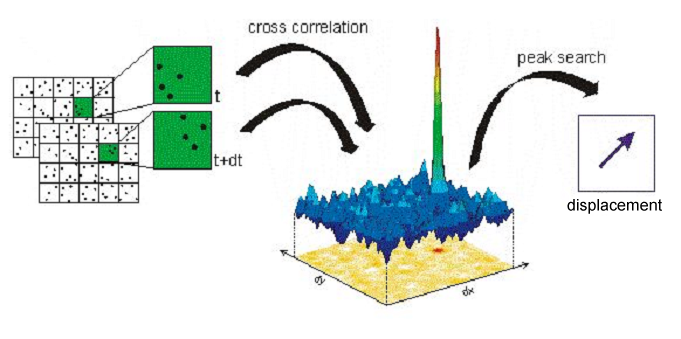 cross correlation
peak search
t
t+dt
displacement
dy
dx